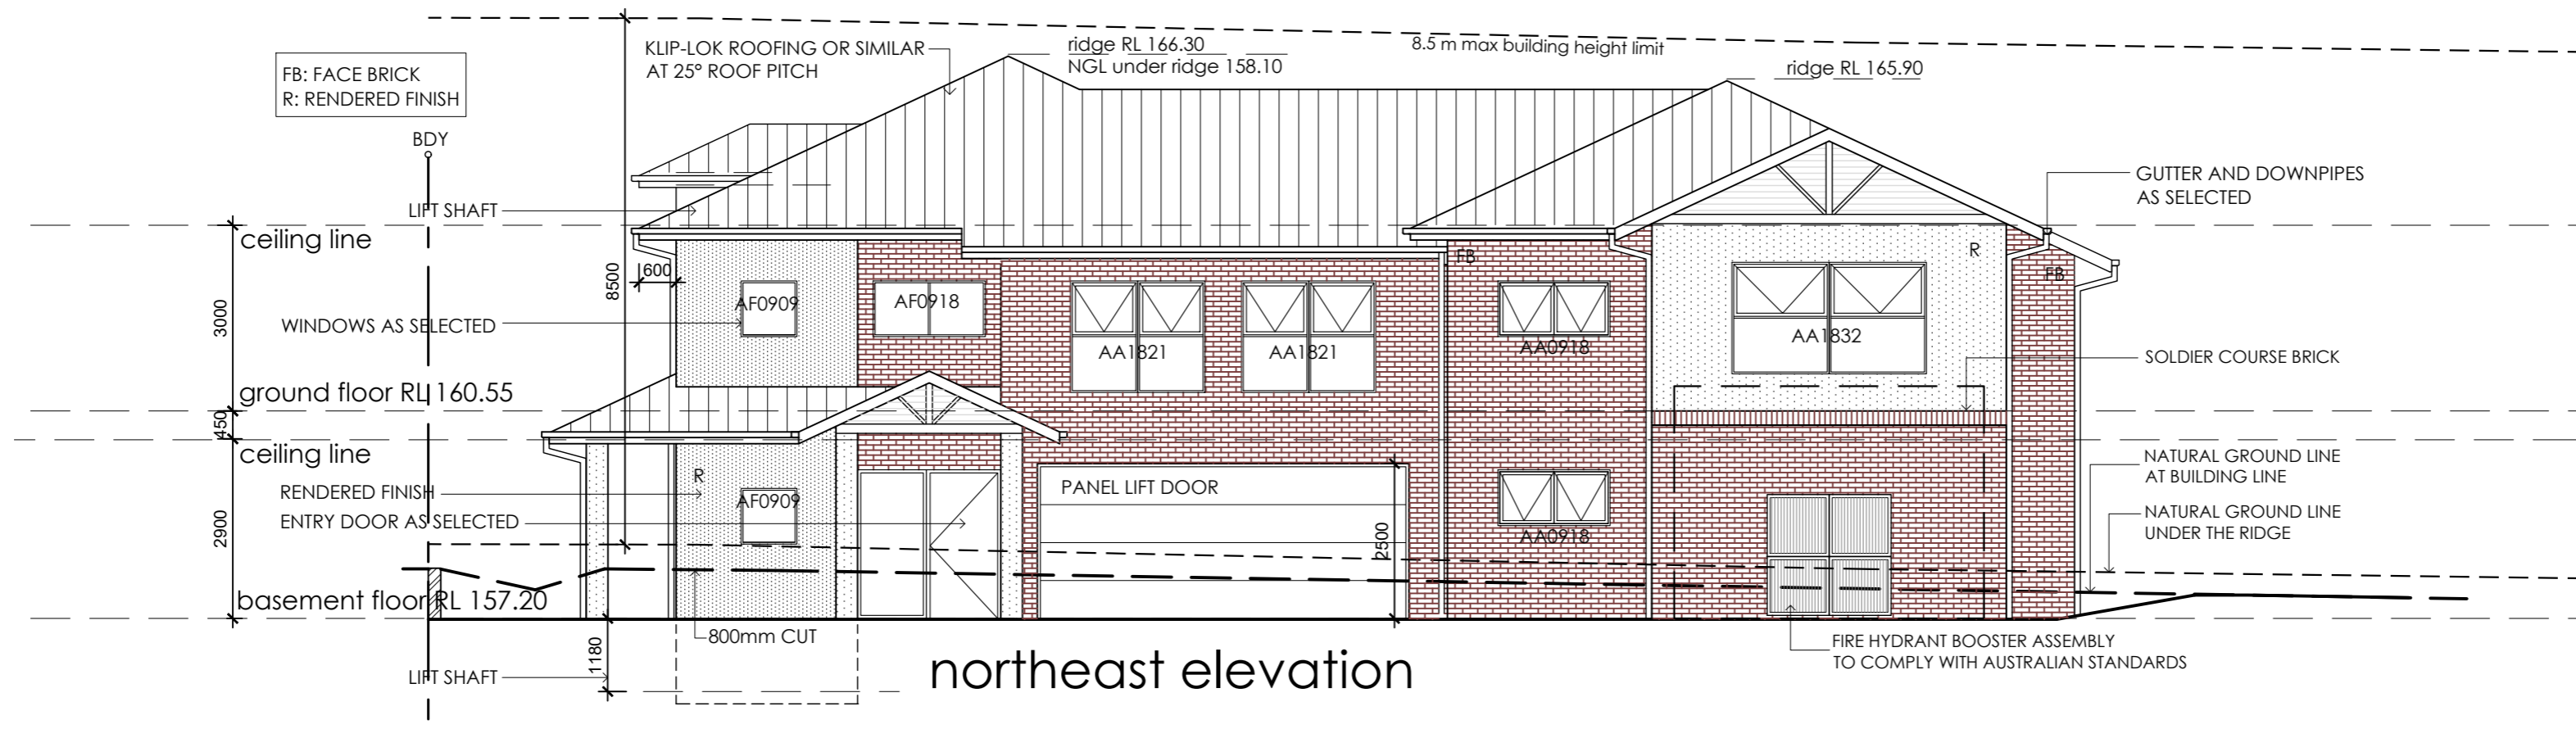 KLIP-LOK ROOFING OR SIMILAR
AT 25° ROOF PITCH
ridge RL 166.30
NGL under ridge 158.10
8.5 m max building height limit
ridge RL 165.90
FB: FACE BRICK
R: RENDERED FINISH
BDY
GUTTER AND DOWNPIPES
AS SELECTED
LIFT SHAFT
ceiling line
R
FB
FB
600
8500
AF0909
AF0918
3000
WINDOWS AS SELECTED
AA1821
AA1821
AA0918
AA1832
SOLDIER COURSE BRICK
ground floor RL 160.55
450
ceiling line
NATURAL GROUND LINE
AT BUILDING LINE
R
RENDERED FINISH
AF0909
PANEL LIFT DOOR
ENTRY DOOR AS SELECTED
NATURAL GROUND LINE
UNDER THE RIDGE
2900
2500
AA0918
basement floor RL 157.20
800mm CUT
1180
LIFT SHAFT
FIRE HYDRANT BOOSTER ASSEMBLY
TO COMPLY WITH AUSTRALIAN STANDARDS
northeast elevation